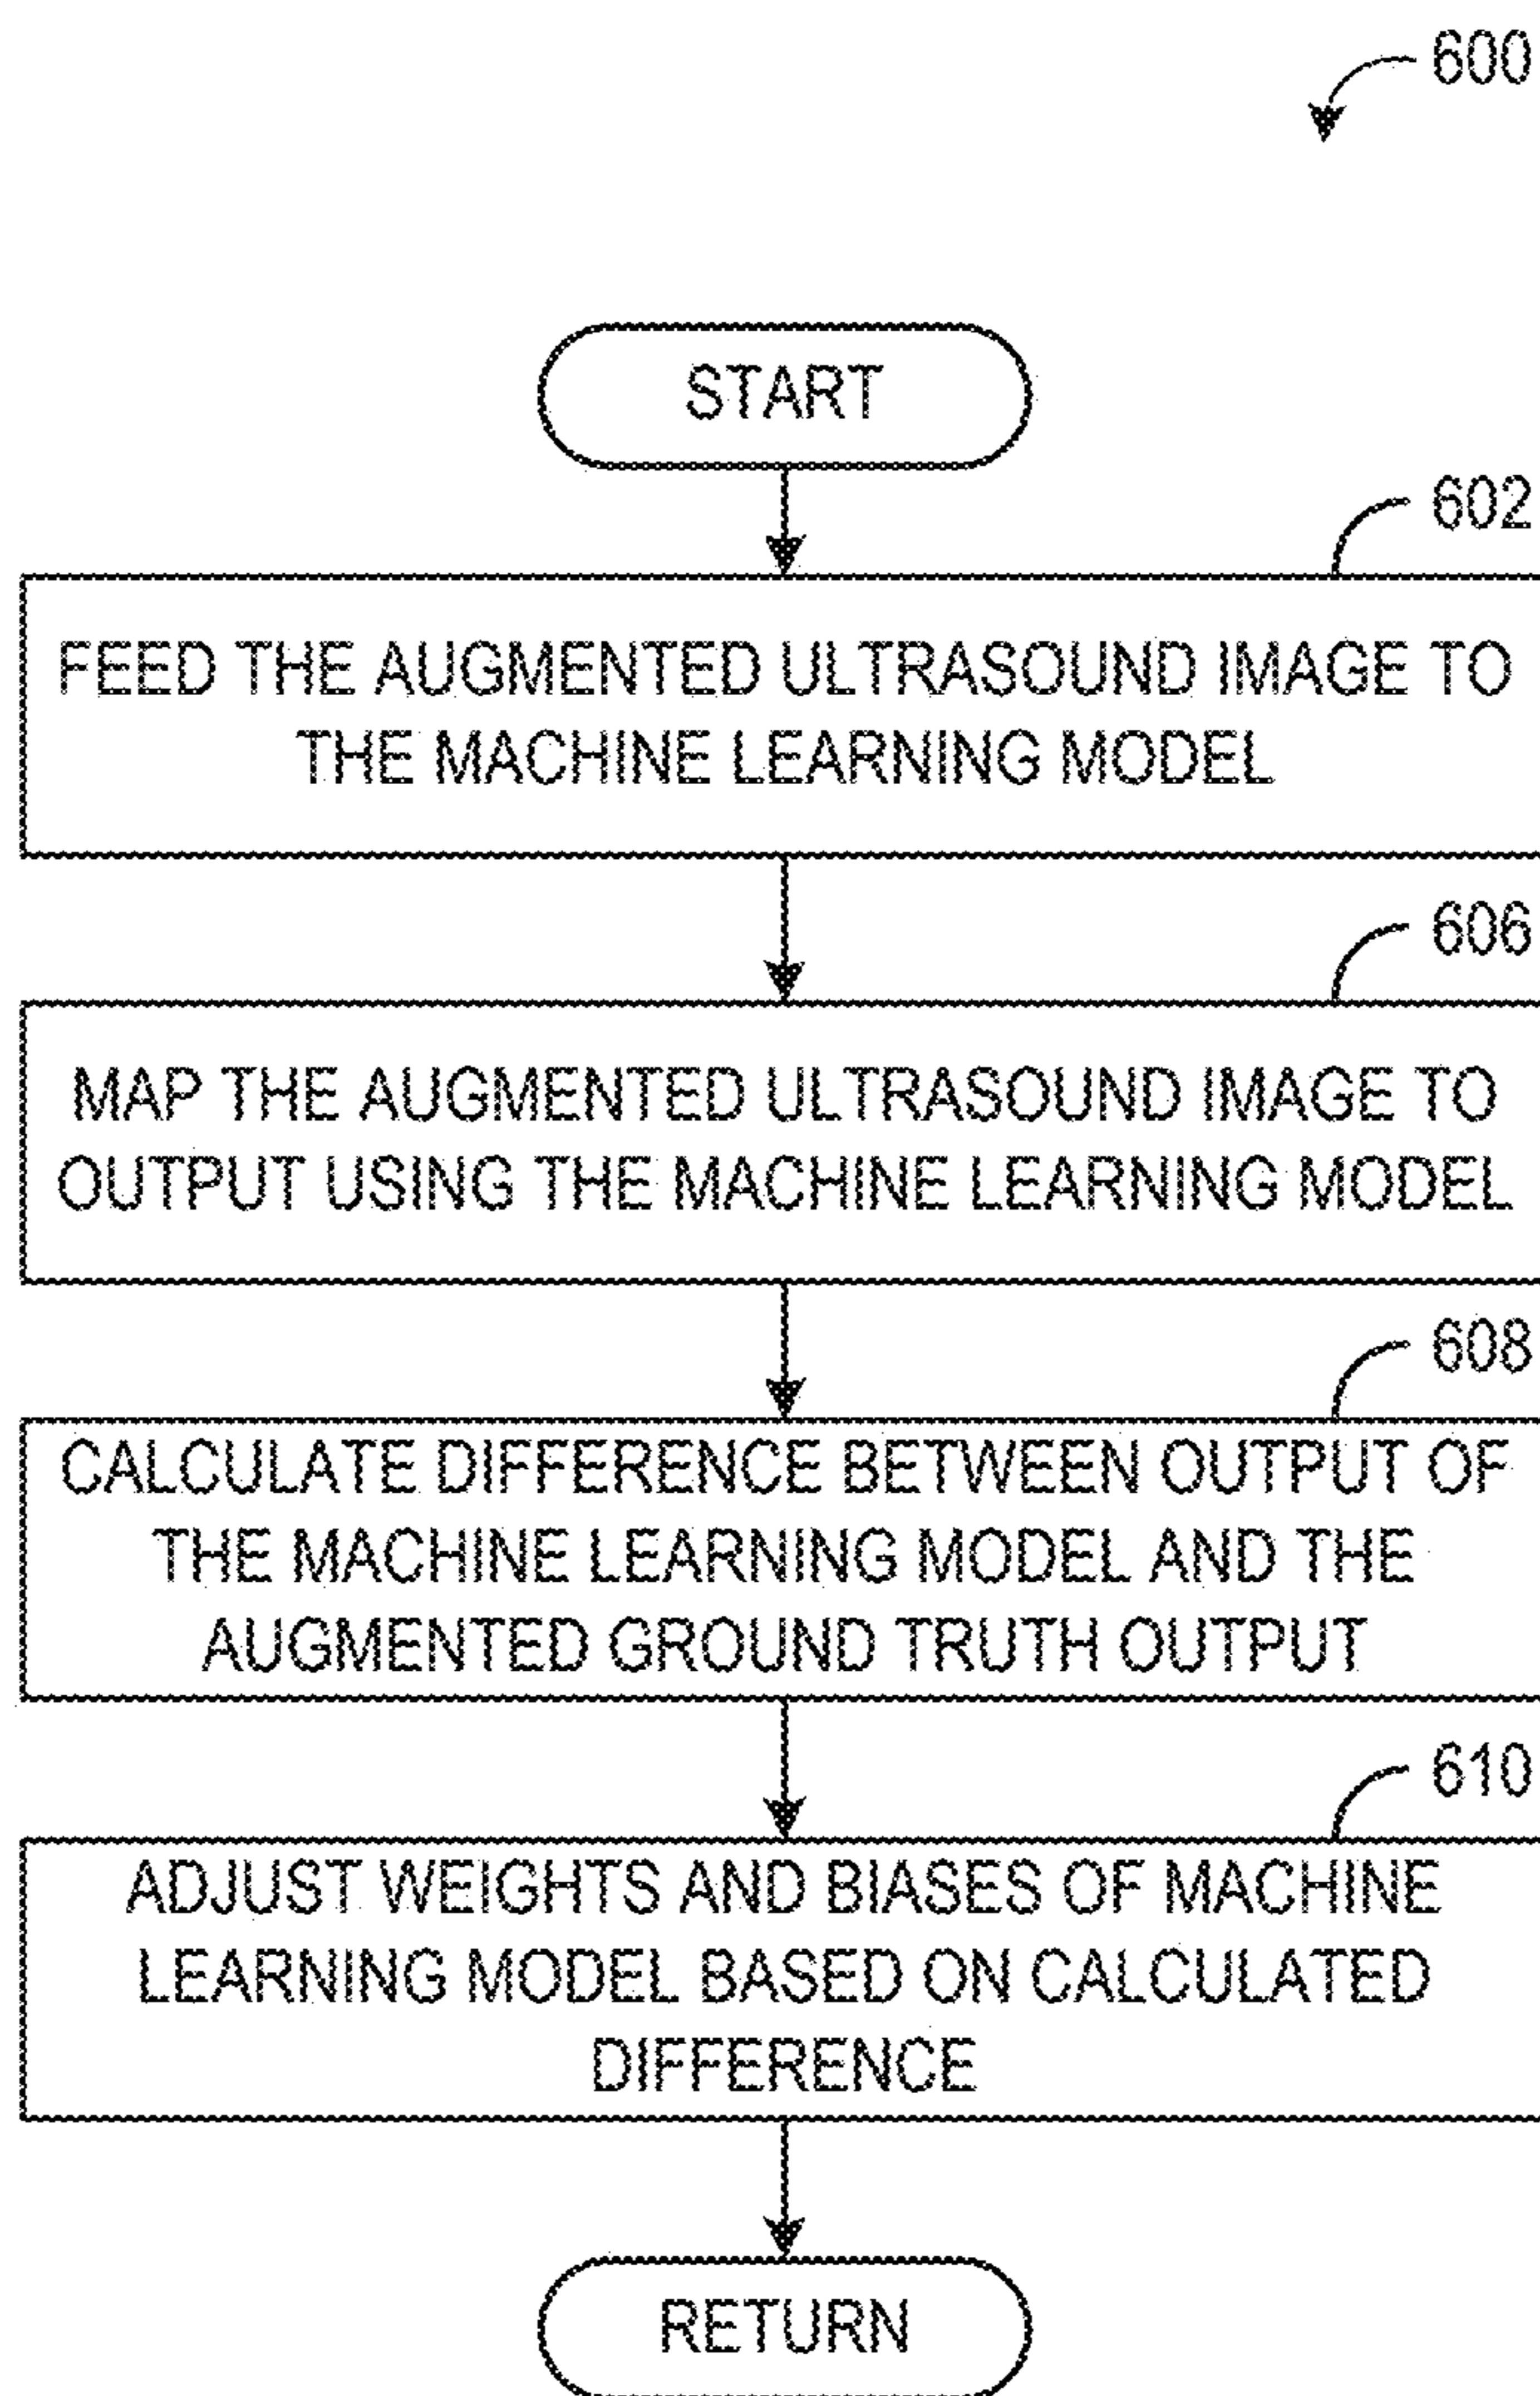 600
START
602
FEED THE AUGMENTED ULTRASOUND IMAGE TO
THE MACHINE LEARNING MODEL
606
MAP THE AUGMENTED ULTRASOUND IMAGE TO
OUTPUT USING THE MACHINE LEARNING MODEL
608
CALCULATE DIFFERENCE BETWEEN OUTPUT OF
THE MACHINE LEARNING MODEL AND THE
AUGMENTED GROUND TRUTH OUTPUT
610
ADJUST WEIGHTS AND BIASES OF MACHINE
LEARNING MODEL BASED ON CALCULATED
DIFFERENCE
RETURN